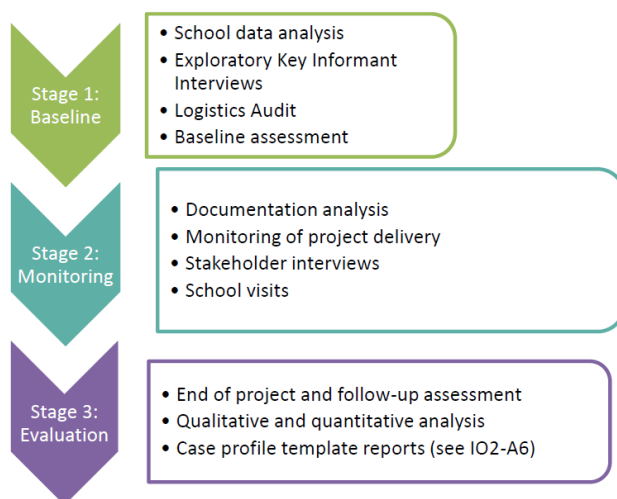 Stage 1:
Baseline
• School data analysis
• Exploratory Key Informant
Interviews
• Logistics Audit
• Baseline assessment
Stage 2:
Monitoring
• Documentation analysis
• Monitoring of project delivery
• Stakeholder interviews
• School visits
Stage 3:
Evaluation
• End of project and follow-up assessment
• Qualitative and quantitative analysis
• Case profile template reports (see IO2-A6)